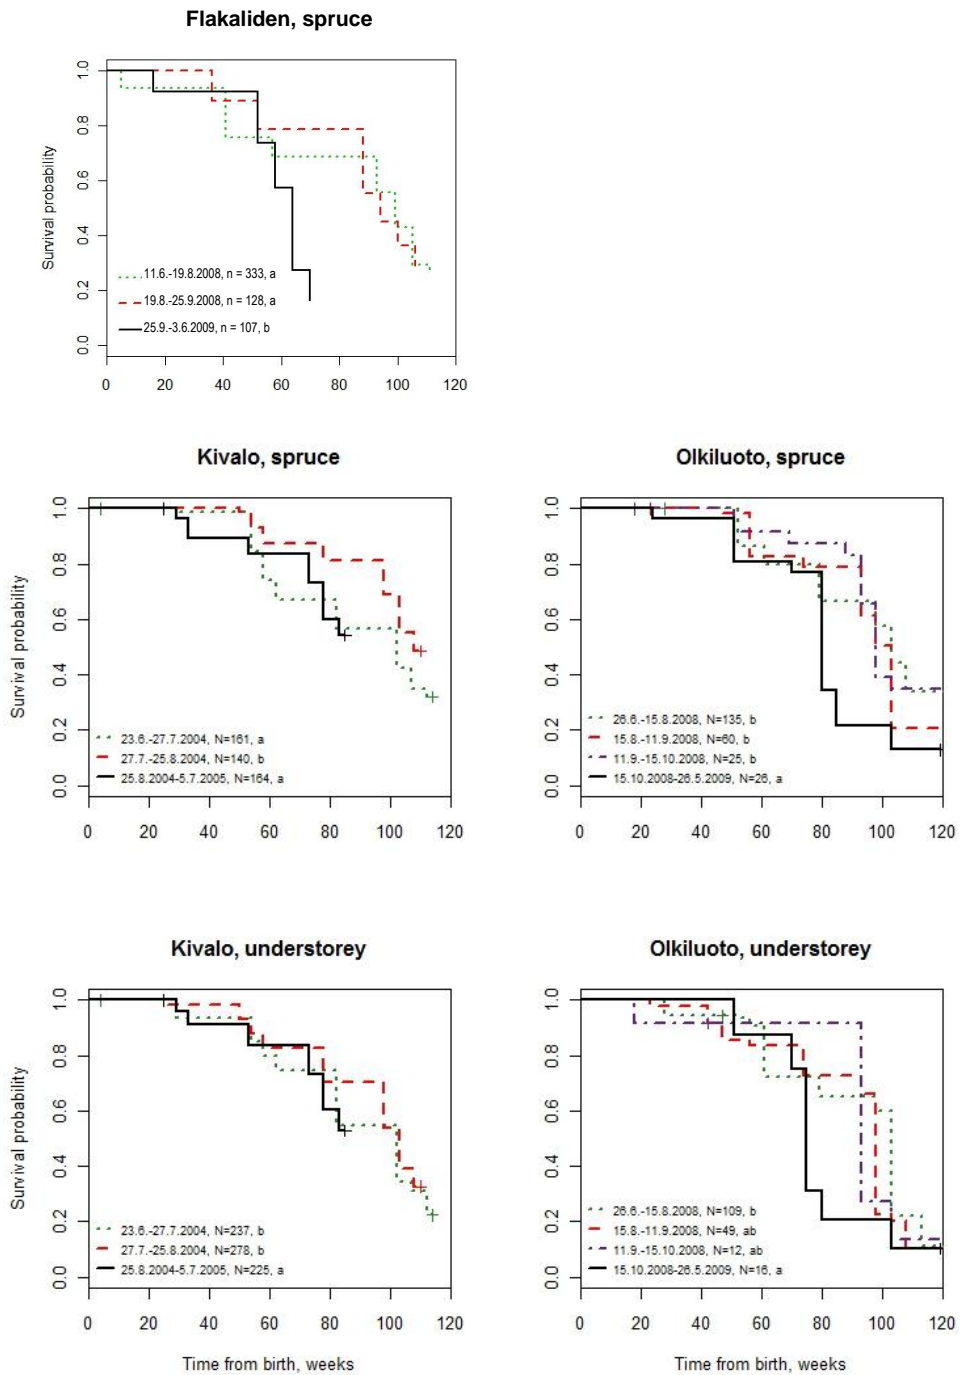 Flakaliden, spruce
Survival probability
1.0
0.8
0.6
0.4
0.2
0.0
11.6.-19.8.2008, n = 333, a
19.8.-25.9.2008, n = 128, a
25.9.-3.6.2009, n = 107, b
0 20 40 60 80 100 120
Kivalo, spruce
Survival probability
1.0
0.8
0.6
0.4
0.2
0.0
23.6.-27.7.2004, N=161, a
27.7.-25.8.2004, N=140, b
25.8.2004-5.7.2005, N=164, a
0 20 40 60 80 100 120
Olkiluoto, spruce
1.0
0.8
0.6
0.4
0.2
0.0
26.6.-15.8.2008, N=135, b
15.8.-11.9.2008, N=60, b
11.9.-15.10.2008, N=25, b
15.10.2008-26.5.2009, N=26, a
0 20 40 60 80 100 120
Kivalo, understorey
Survival probability
1.0
0.8
0.6
0.4
0.2
0.0
23.6.-27.7.2004, N=237, b
27.7.-25.8.2004, N=278, b
25.8.2004-5.7.2005, N=225, a
0 20 40 60 80 100 120
Time from birth, weeks
Olkiluoto, understorey
1.0
0.8
0.6
0.4
0.2
0.0
26.6.-15.8.2008, N=109, b
15.8.-11.9.2008, N=49, ab
11.9.-15.10.2008, N=12, ab
15.10.2008-26.5.2009, N=16, a
0 20 40 60 80 100 120
Time from birth, weeks